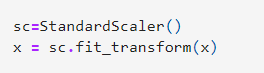 sc=StandardScaler()
x = sc.fit_transform(x)